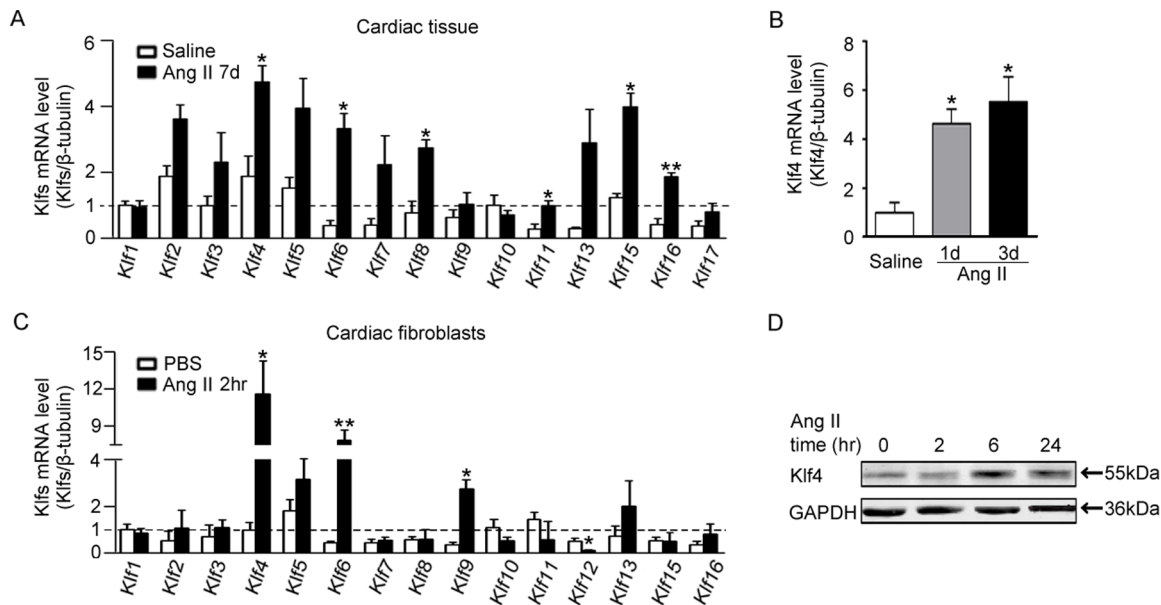 A
Cardiac tissue
Klfs mRNA level
(Klfs/β-tubulin)
6
4
2
1
0
Saline
Ang II 7d
*
*
*
*
*
**
Klf1 Klf2 Klf3 Klf4 Klf5 Klf6 Klf7 Klf8 Klf9 Klf10 Klf11 Klf13 Klf15 Klf16 Klf17
B
Klf4 mRNA level
(Klf4/β-tubulin)
8
6
4
2
0
*
*
Saline 1d 3d
Ang II
C
Cardiac fibroblasts
Klfs mRNA level
(Klfs/β-tubulin)
15
12
9
4
2
1
0
PBS
Ang II 2hr
*
**
*
*
Klf1 Klf2 Klf3 Klf4 Klf5 Klf6 Klf7 Klf8 Klf9 Klf10 Klf11 Klf12 Klf13 Klf15 Klf16
D
Ang II
time (hr) 0 2 6 24
Klf4 ←55kDa
GAPDH ←36kDa